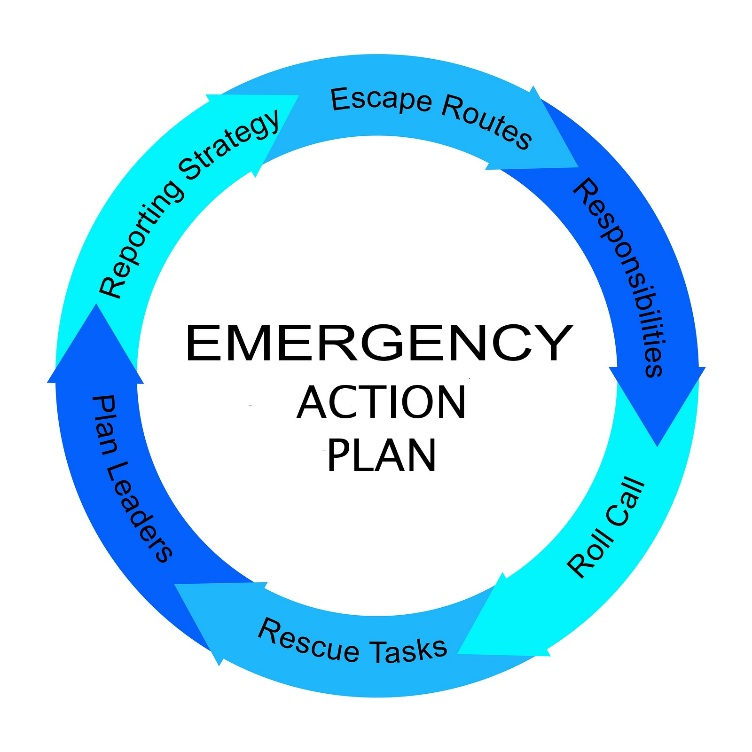 EMERGENCY
ACTION
PLAN
Escape Routes
Responsibilities
Roll Call
Rescue Tasks
Plan Leaders
Reporting Strategy